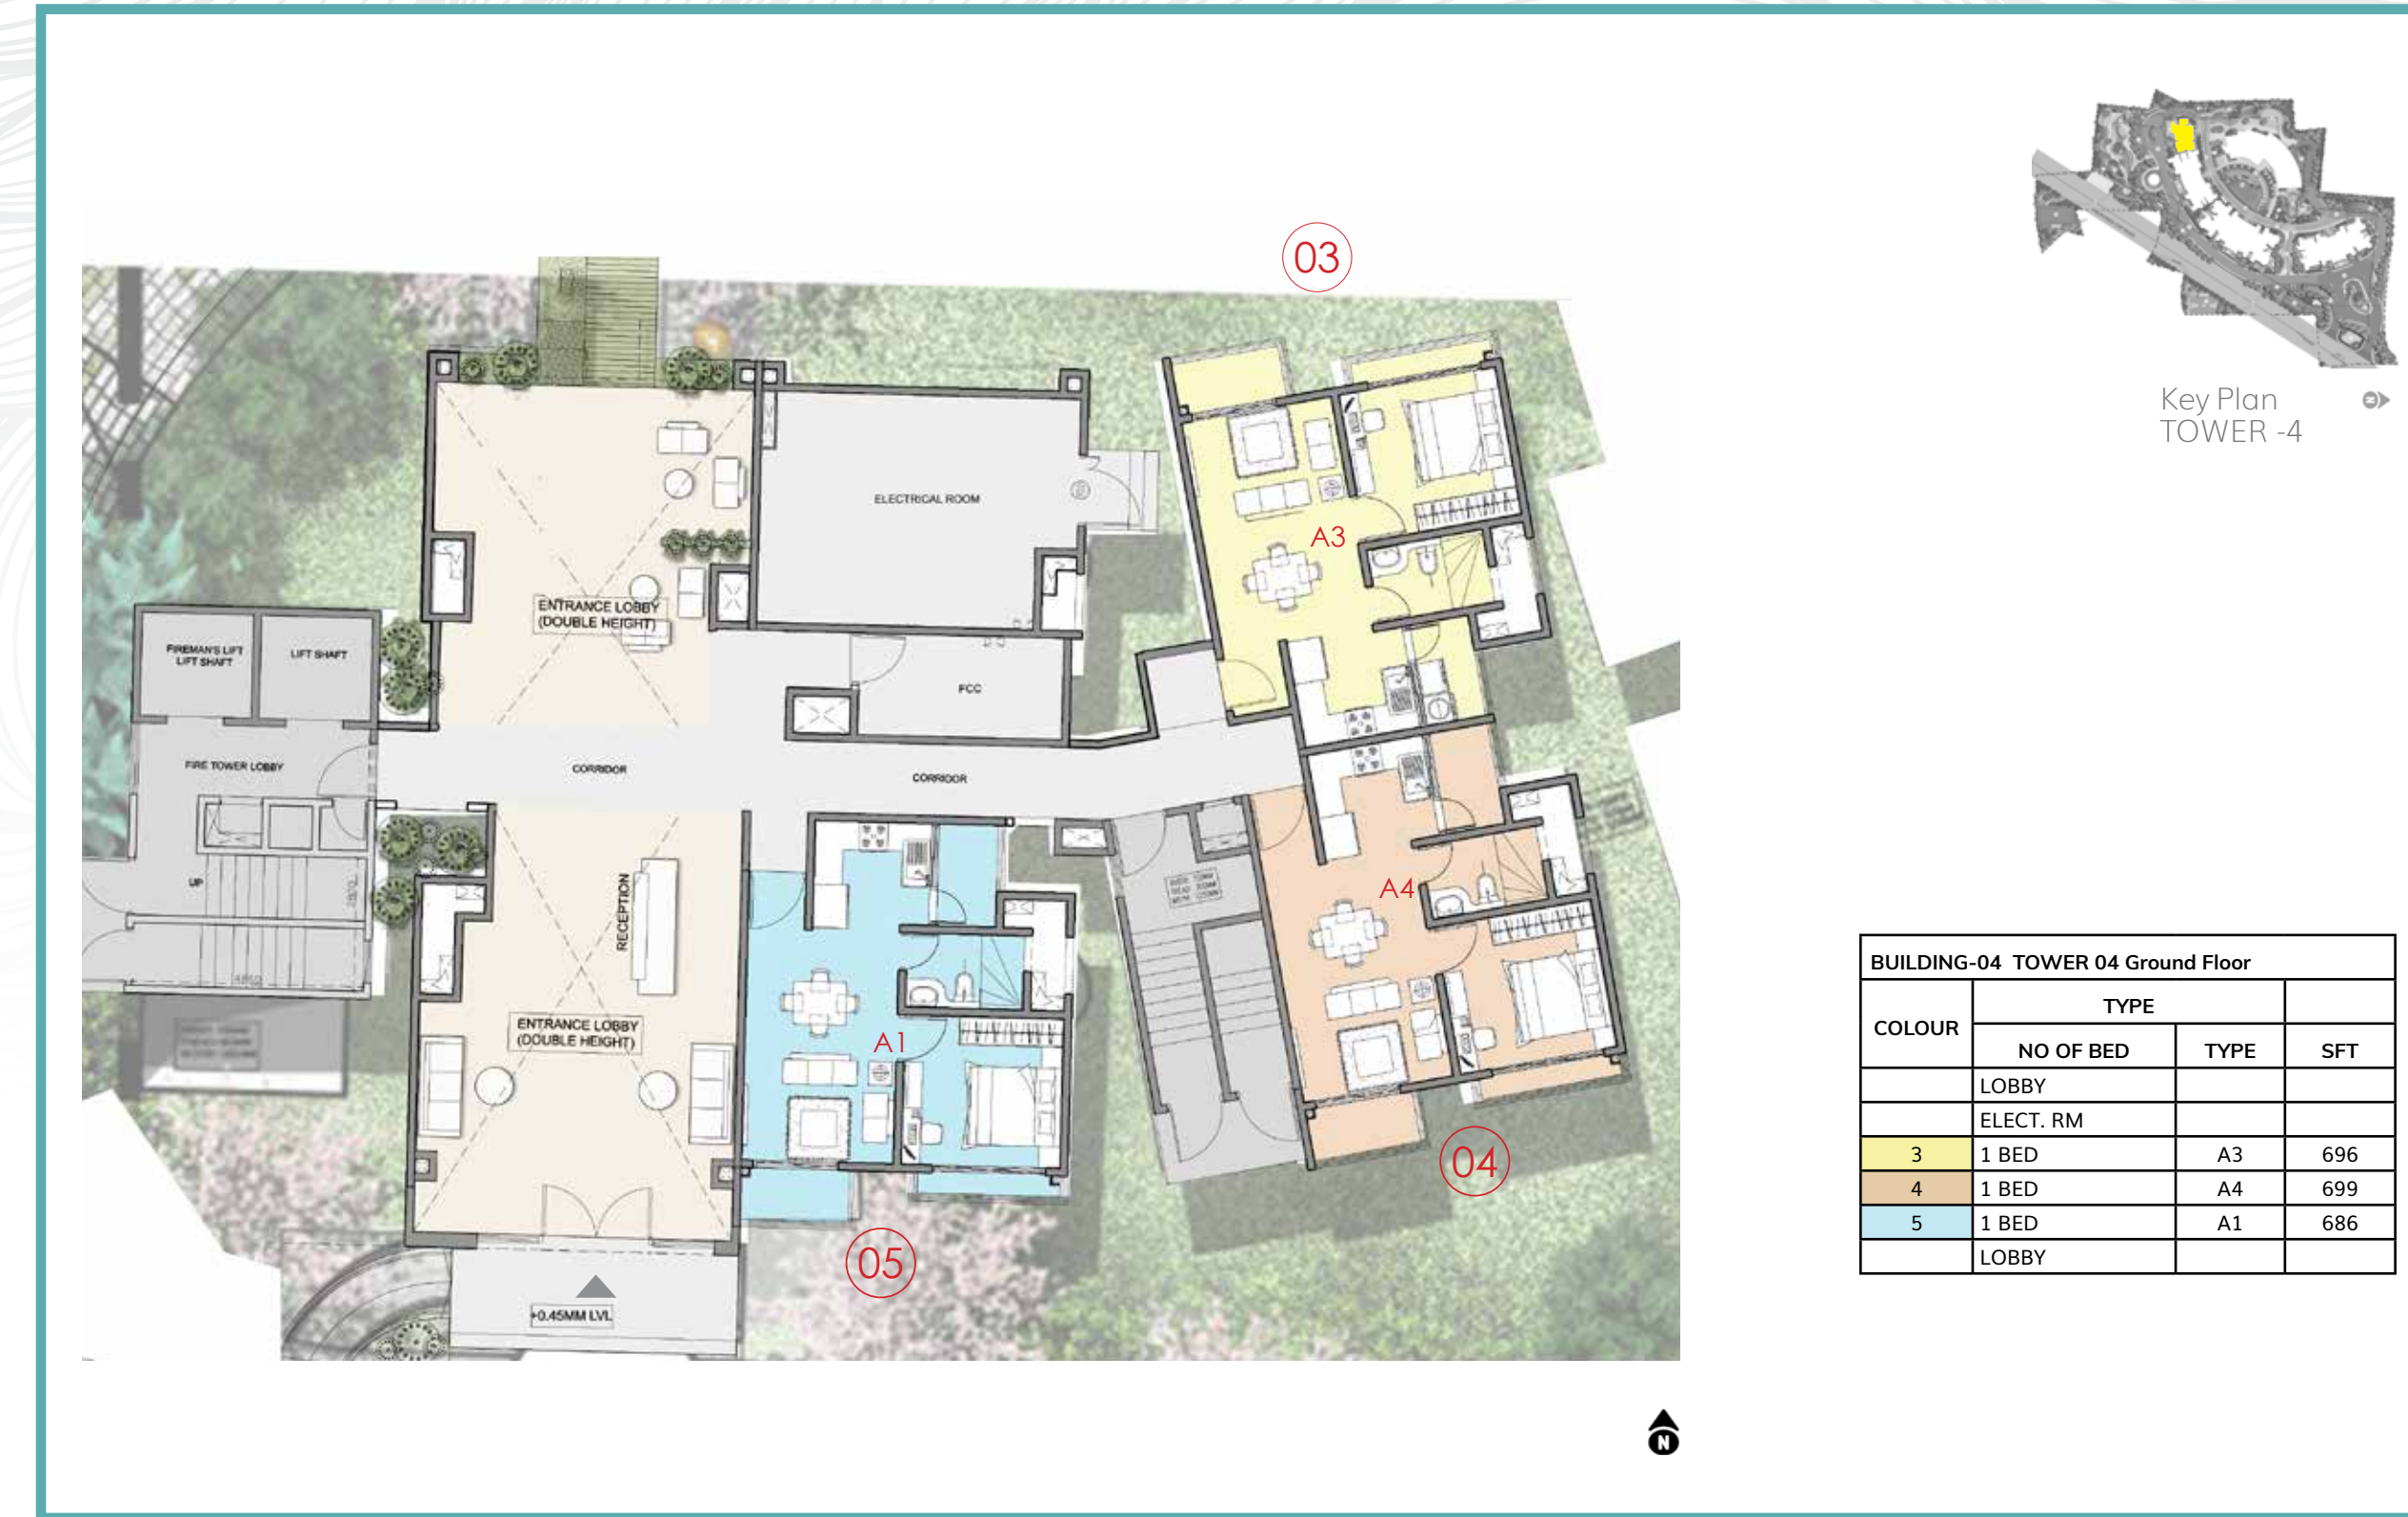 03
Key Plan
TOWER -4
N
ELECTRICAL ROOM
A3
ENTRANCE LOBBY
(DOUBLE HEIGHT)
FIREMAN'S LIFT
LIFT SHAFT
LIFT SHAFT
FCC
FIRE TOWER LOBBY
CORRIDOR
CORRIDOR
UP
4870
RECEPTION
A4
4860
ENTRANCE LOBBY
(DOUBLE HEIGHT)
A1
04
05
+0.45MM LVL
N
BUILDING-04 TOWER 04 Ground Floor
COLOUR TYPE
NO OF BED TYPE SFT
LOBBY
ELECT. RM
3 1 BED A3 696
4 1 BED A4 699
5 1 BED A1 686
LOBBY